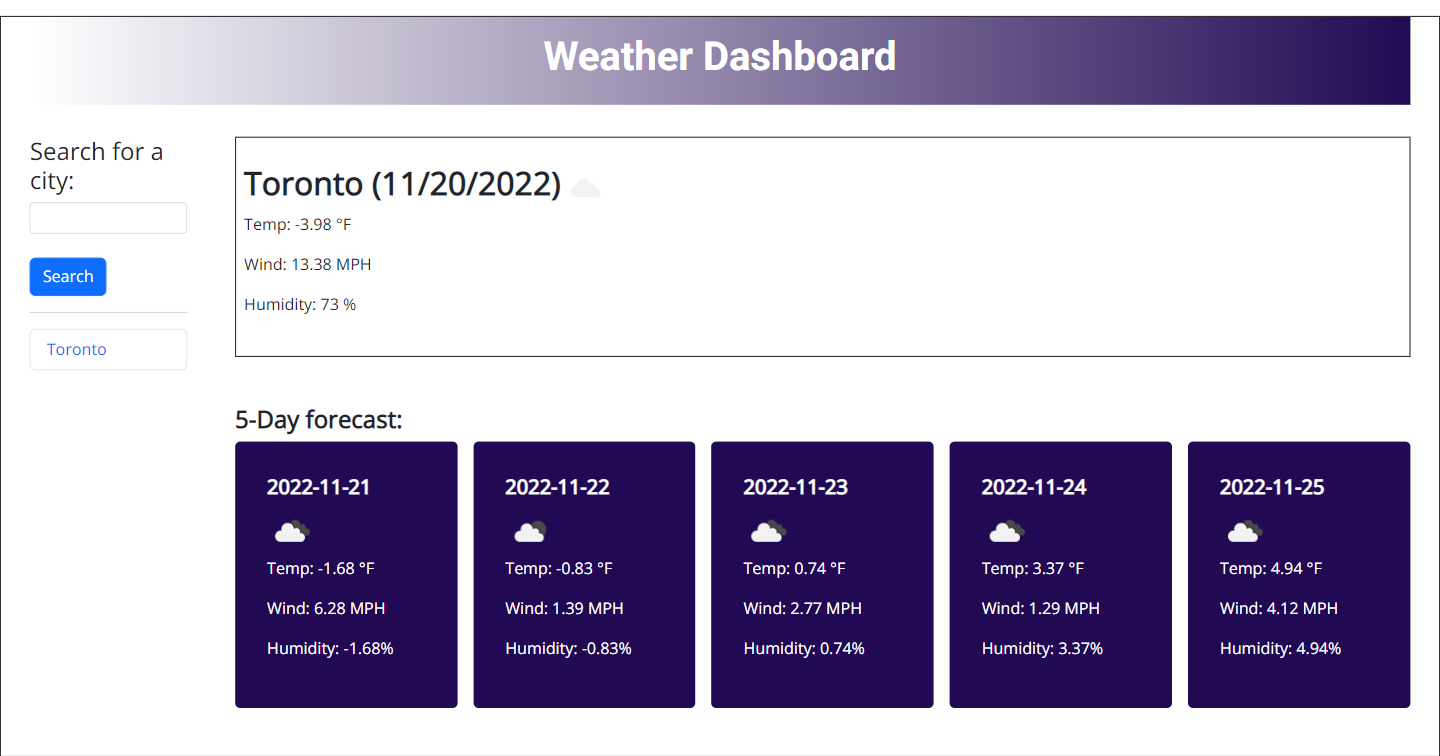 Weather Dashboard
Search for a
city:
Search
Toronto
Toronto (11/20/2022)
Temp: -3.98 °F
Wind: 13.38 MPH
Humidity: 73 %
5-Day forecast:
2022-11-21
Temp: -1.68 °F
Wind: 6.28 MPH
Humidity: -1.68%
2022-11-22
Temp: -0.83 °F
Wind: 1.39 MPH
Humidity: -0.83%
2022-11-23
Temp: 0.74 °F
Wind: 2.77 MPH
Humidity: 0.74%
2022-11-24
Temp: 3.37 °F
Wind: 1.29 MPH
Humidity: 3.37%
2022-11-25
Temp: 4.94 °F
Wind: 4.12 MPH
Humidity: 4.94%